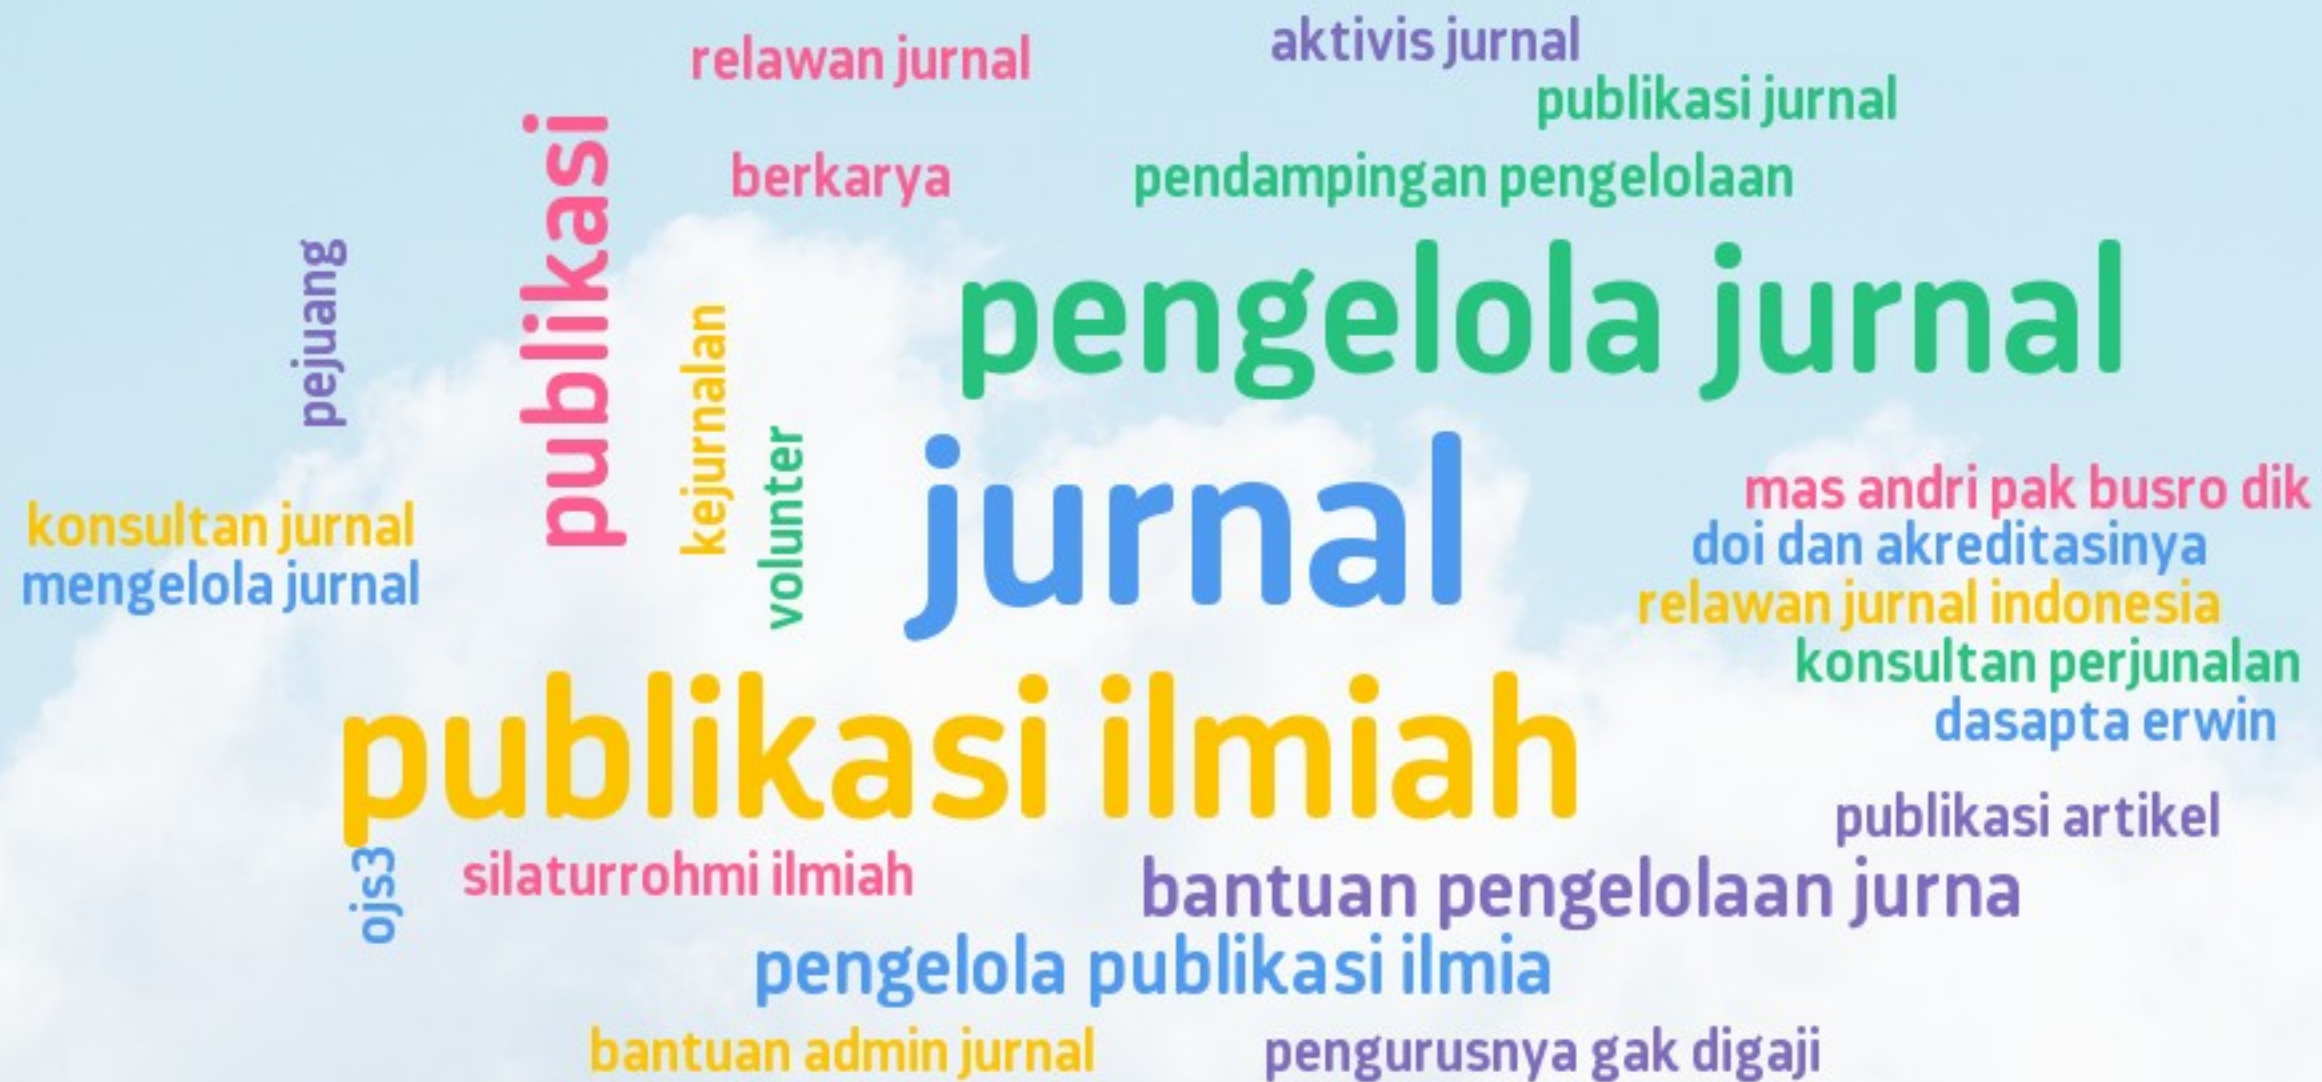 aktivis jurnal
relawan jurnal
publikasi jurnal
publikasi
berkarya
pendampingan pengelolaan
pejuang
pengelola jurnal
kejurnalan
volunter
jurnal
mas andri pak busro dik
konsultan jurnal
doi dan akreditasinya
mengelola jurnal
relawan jurnal indonesia
konsultan perjunalan
dasapta erwin
publikasi ilmiah
publikasi artikel
ojs3
silaturrohmi ilmiah
bantuan pengelolaan jurna
pengelola publikasi ilmia
bantuan admin jurnal
pengurusnya gak digaji